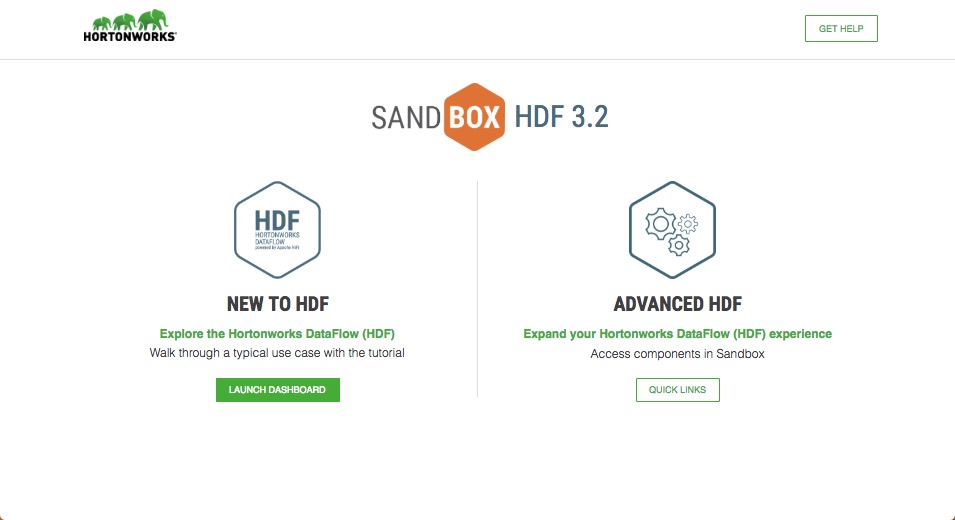 HORTONWORKS
GET HELP
SANDBOX HDF 3.2
HDF
HORTONWORKS
DATAFLOW
powered by Apache NiFi
NEW TO HDF
Explore the Hortonworks DataFlow (HDF)
Walk through a typical use case with the tutorial
LAUNCH DASHBOARD
ADVANCED HDF
Expand your Hortonworks DataFlow (HDF) experience
Access components in Sandbox
QUICK LINKS